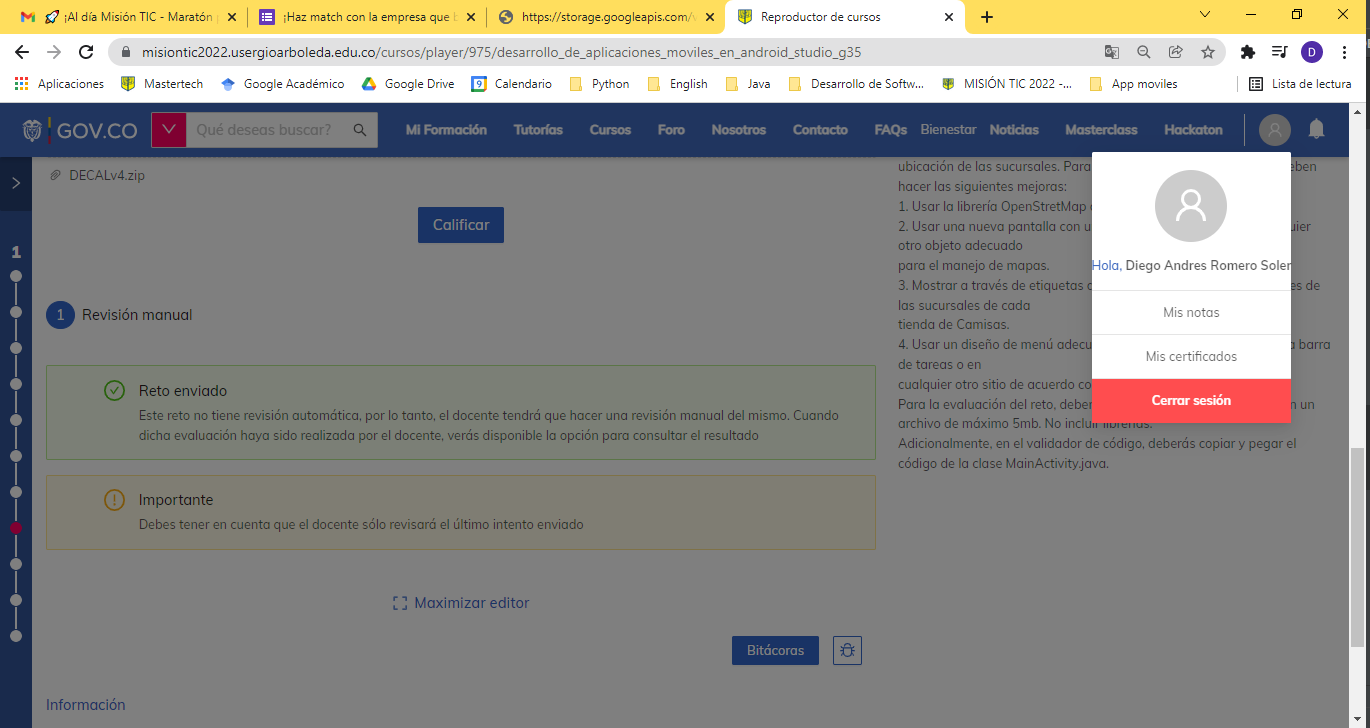 ¡Al día Misión TIC - Maratón
¡Haz match con la empresa que b
https://storage.googleapis.com/
Reproductor de cursos
misiontic2022.usergioarboleda.edu.co/cursos/player/975/desarrollo_de_aplicaciones_moviles_en_android_studio_g35
D
Aplicaciones
Mastertech
Google Académico
Google Drive
9
Calendario
Python
English
Java
Desarrollo de Softw...
MISIÓN TIC 2022 -...
App moviles
Lista de lectura
GOV.CO
Qué deseas buscar?
Mi Formación
Tutorías
Cursos
Foro
Nosotros
Contacto
FAQs
Bienestar
Noticias
Masterclass
Hackaton
DECALv4.zip
Calificar
1
1
Revisión manual
Reto enviado
Este reto no tiene revisión automática, por lo tanto, el docente tendrá que hacer una revisión manual del mismo. Cuando
dicha evaluación haya sido realizada por el docente, verás disponible la opción para consultar el resultado
Importante
Debes tener en cuenta que el docente sólo revisará el último intento enviado
Maximizar editor
Bitácoras
Información
ubicación de las sucursales. Para eben
hacer las siguientes mejoras:
1. Usar la librería OpenStretMap
2. Usar una nueva pantalla con u uier
otro objeto adecuado
para el manejo de mapas.
3. Mostrar a través de etiquetas es de
las sucursales de cada
tienda de Camisas.
4. Usar un diseño de menú adecu a barra
de tareas o en
cualquier otro sitio de acuerdo co
Para la evaluación del reto, deber n un
archivo de máximo 5mb. No incluir librerías.
Adicionalmente, en el validador de código, deberás copiar y pegar el
código de la clase MainActivity.java.
Hola, Diego Andres Romero Soler
Mis notas
Mis certificados
Cerrar sesión